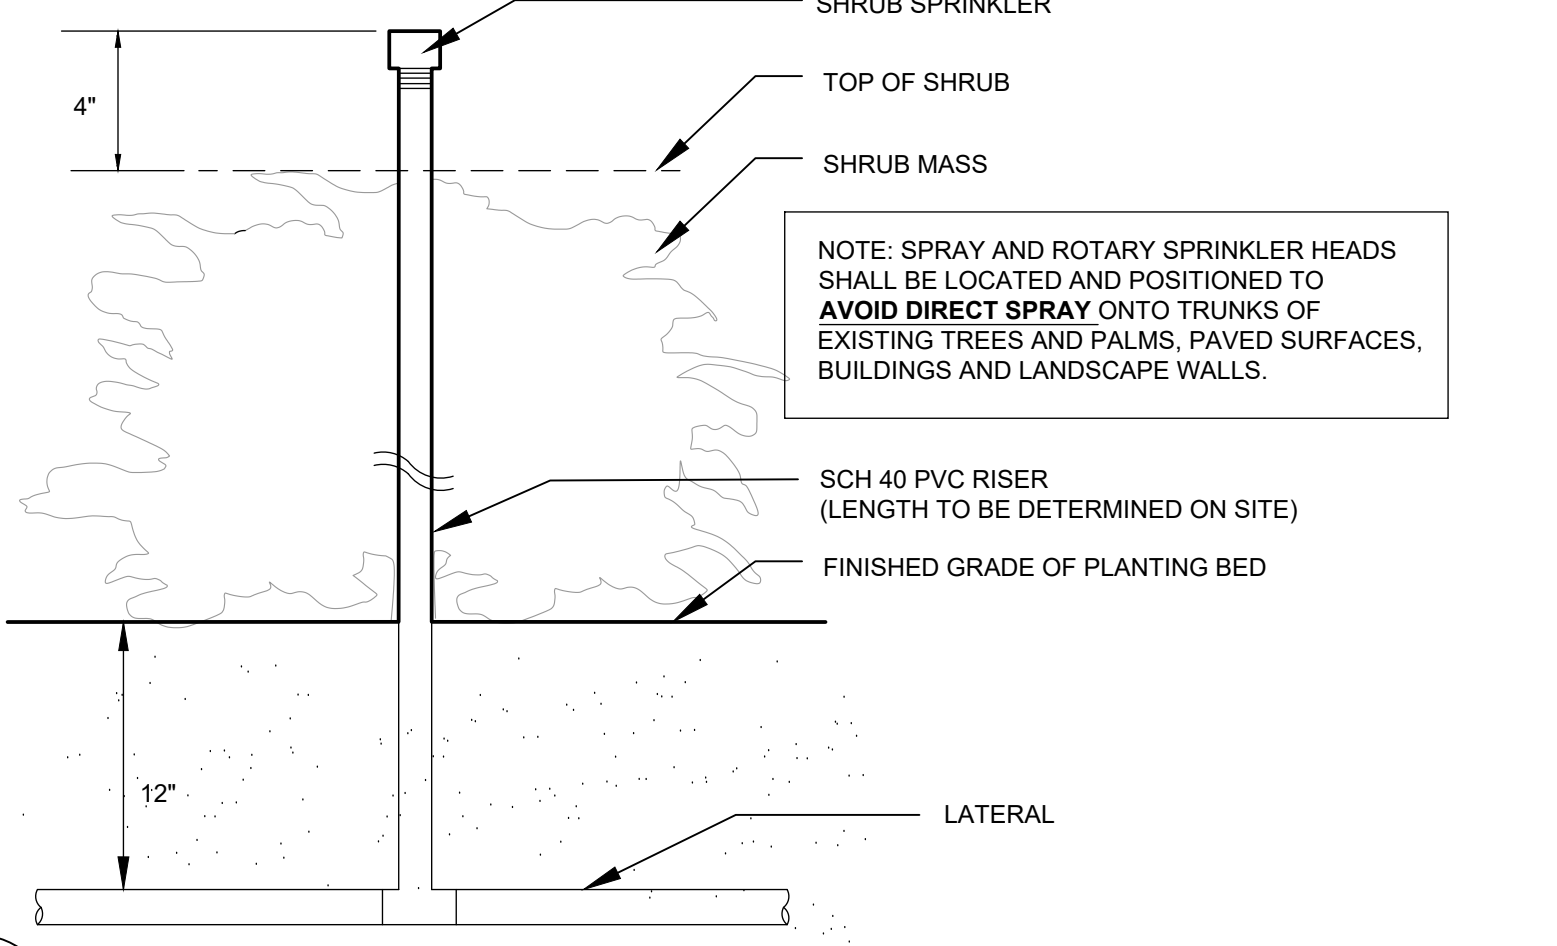 SHRUB SPRINKLER
4"
TOP OF SHRUB
SHRUB MASS
NOTE: SPRAY AND ROTARY SPRINKLER HEADS
SHALL BE LOCATED AND POSITIONED TO
AVOID DIRECT SPRAY ONTO TRUNKS OF
EXISTING TREES AND PALMS, PAVED SURFACES,
BUILDINGS AND LANDSCAPE WALLS.
SCH 40 PVC RISER
(LENGTH TO BE DETERMINED ON SITE)
FINISHED GRADE OF PLANTING BED
12"
LATERAL